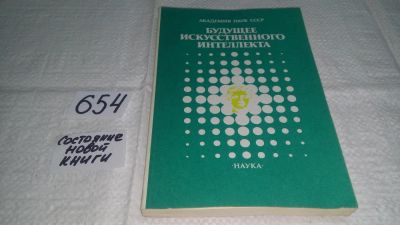 654
состояние
новой
книги
АКАДЕМИЯ НАУК СССР
БУДУЩЕЕ
ИСКУССТВЕННОГО
ИНТЕЛЛЕКТА
·НАУКА·